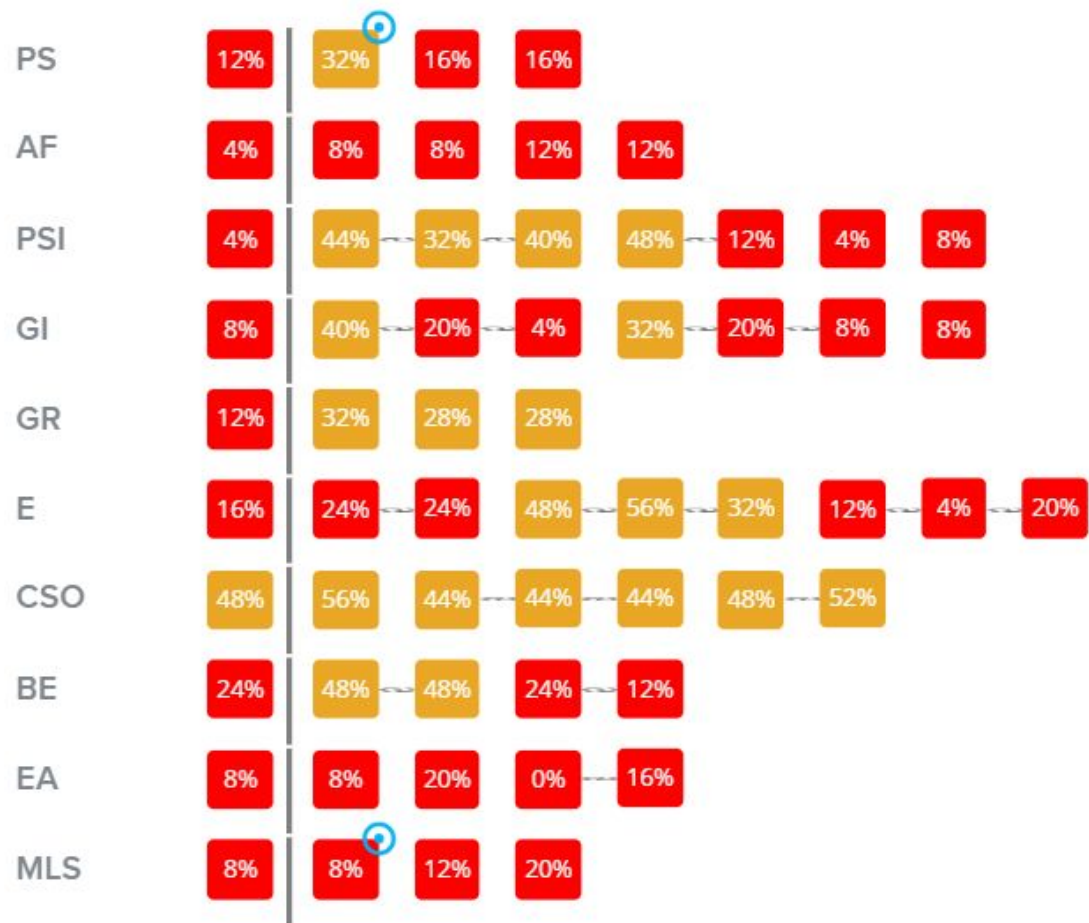 PS 12% 32% 16% 16%
AF 4% 8% 8% 12% 12%
PSI 4% 44% 32% 40% 48% 12% 4% 8%
GI 8% 40% 20% 4% 32% 20% 8% 8%
GR 12% 32% 28% 28%
E 16% 24% 24% 48% 56% 32% 12% 4% 20%
CSO 48% 56% 44% 44% 44% 48% 52%
BE 24% 48% 48% 24% 12%
EA 8% 8% 20% 0% 16%
MLS 8% 8% 12% 20%